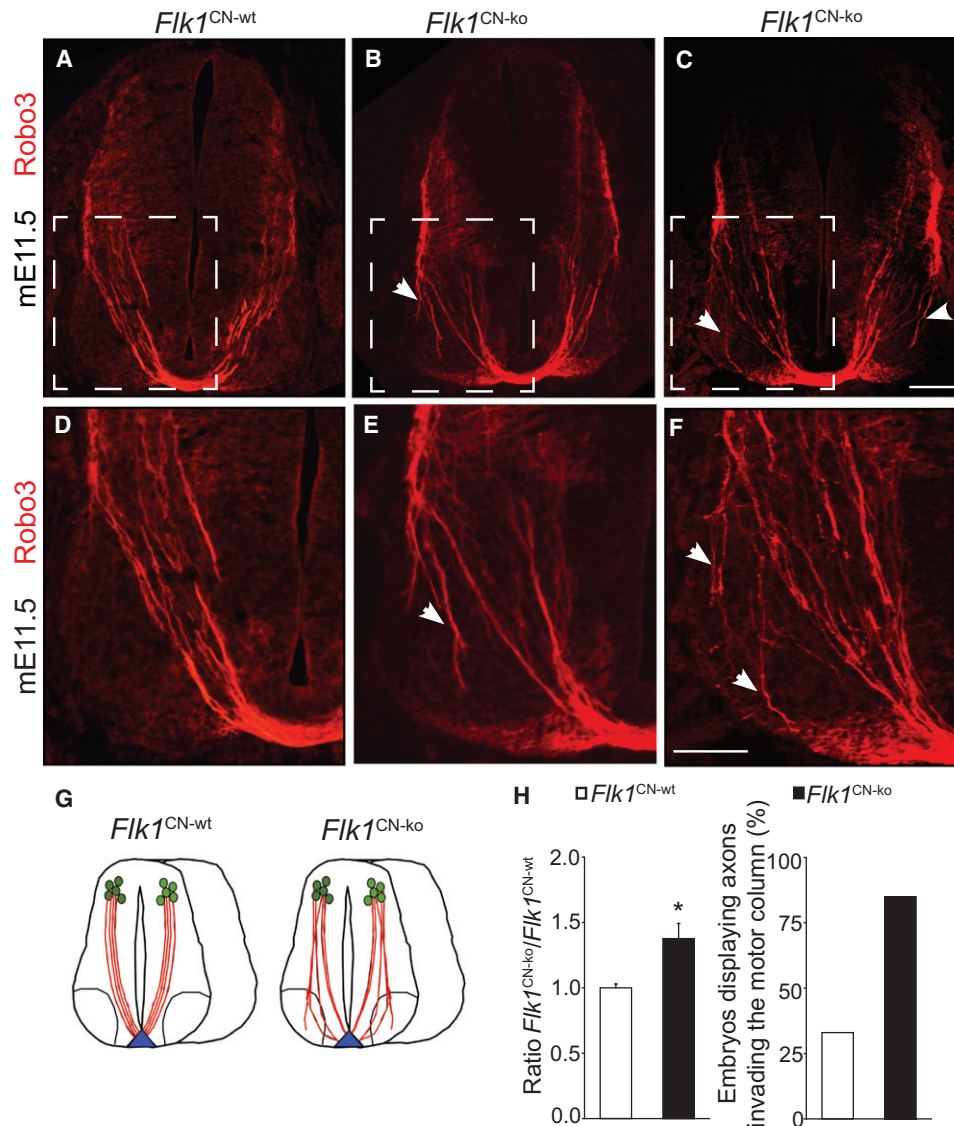 Flk1CN-wt
Flk1CN-ko
Flk1CN-ko
A
B
C
Robo3
mE11.5
D
E
F
Robo3
mE11.5
G
Flk1CN-wt
Flk1CN-ko
H
Flk1CN-wt
Flk1CN-ko
Ratio Flk1CN-ko/Flk1CN-wt
2.0
1.5
1.0
0.5
0.0
*
Embryos displaying axons
invading the motor column (%)
100
75
50
25
0